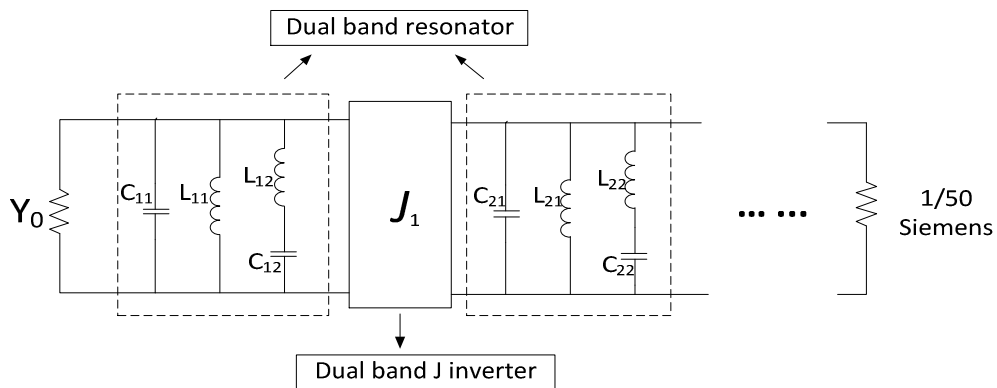 Dual band resonator
Y₀
C₁₁
L₁₁
L₁₂
C₁₂
J₁
C₂₁
L₂₁
L₂₂
C₂₂
... ...
1/50
Siemens
Dual band J inverter